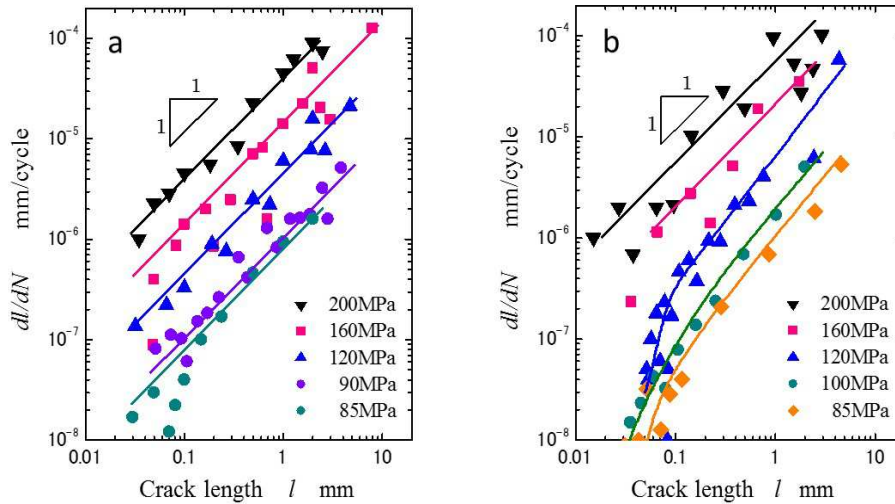 a
10⁻⁴
10⁻⁵
10⁻⁶
10⁻⁷
10⁻⁸
dl/dN mm/cycle
1
1
200MPa
160MPa
120MPa
90MPa
85MPa
0.01 0.1 1 10
Crack length l mm
b
10⁻⁴
10⁻⁵
10⁻⁶
10⁻⁷
10⁻⁸
dl/dN mm/cycle
1
1
200MPa
160MPa
120MPa
100MPa
85MPa
0.01 0.1 1 10
Crack length l mm